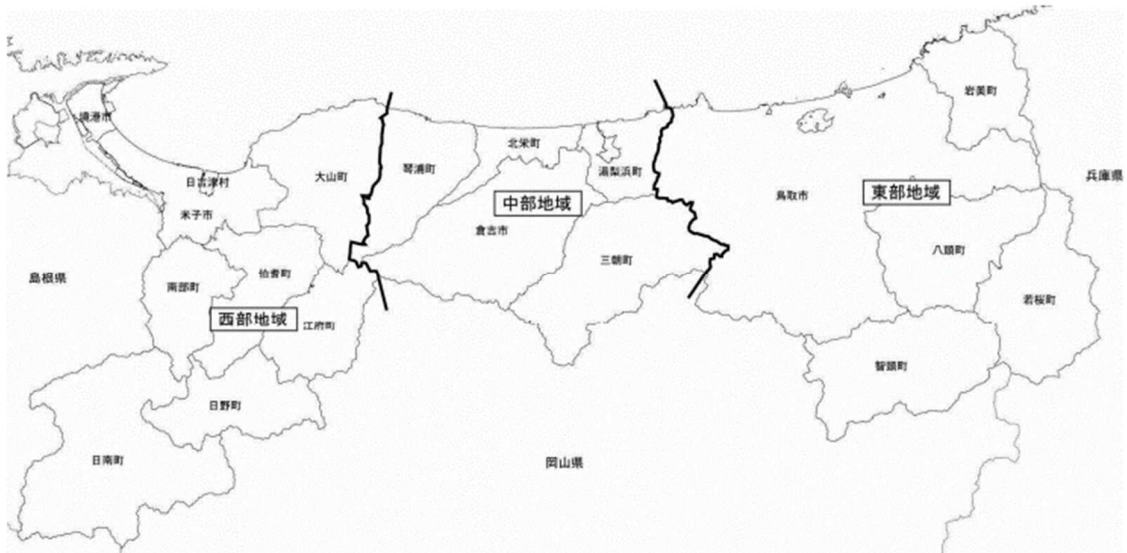 岩美町
境港市
北栄町
兵庫県
大山町
琴浦町
湯梨浜町
日吉津村
東部地域
鳥取市
中部地域
米子市
倉吉市
八頭町
三朝町
伯耆町
島根県
南部町
若桜町
西部地域
江府町
智頭町
日野町
日南町
岡山県